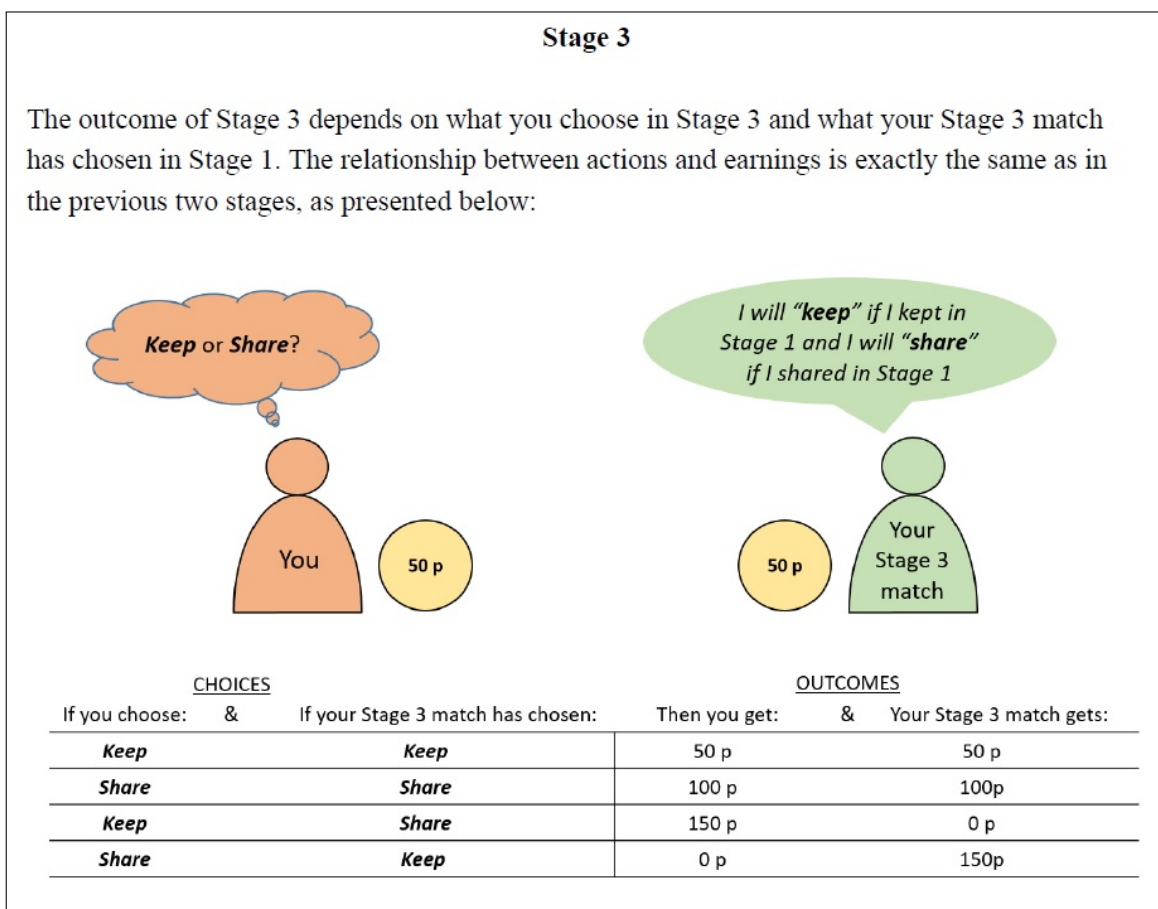 Stage 3
The outcome of Stage 3 depends on what you choose in Stage 3 and what your Stage 3 match
has chosen in Stage 1. The relationship between actions and earnings is exactly the same as in
the previous two stages, as presented below:
Keep or Share?
I will “keep” if I kept in
Stage 1 and I will “share”
if I shared in Stage 1
You
50 p
50 p
Your
Stage 3
match
CHOICES
OUTCOMES
If you choose: & If your Stage 3 match has chosen: Then you get: & Your Stage 3 match gets:
Keep Keep 50 p 50 p
Share Share 100 p 100p
Keep Share 150 p 0 p
Share Keep 0 p 150p